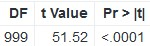 DF t Value Pr > |t|
999 51.52 <.0001